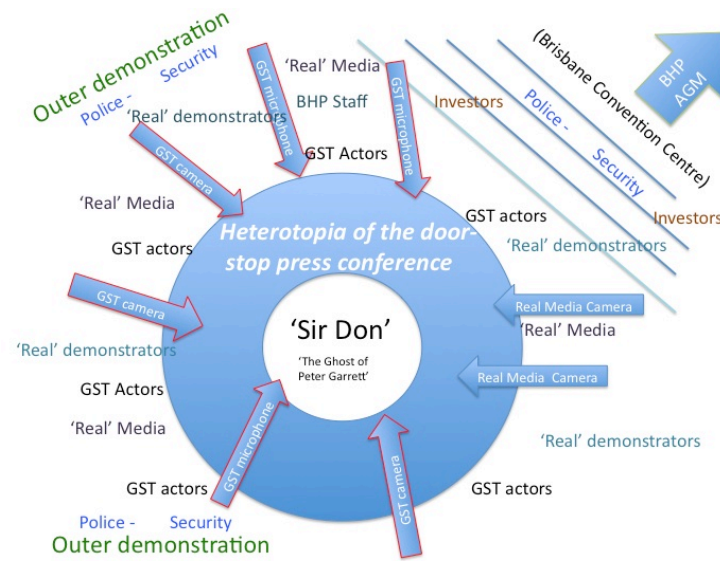 Outer demonstration
Police - Security
'Real' demonstrators
GST microphone
'Real' Media
BHP Staff
GST Actors
GST microphone
Investors
Police - Security
(Brisbane Convention Centre)
BHP
AGM
Investors
GST camera
'Real' Media
GST actors
GST actors
'Real' demonstrators
Heterotopia of the door-
stop press conference
GST camera
Real Media Camera
'Real' Media
'Sir Don'
'The Ghost of
Peter Garrett'
'Real' demonstrators
Real Media Camera
GST Actors
'Real' Media
GST microphone
GST camera
'Real' demonstrators
GST actors
GST actors
Police - Security
Outer demonstration